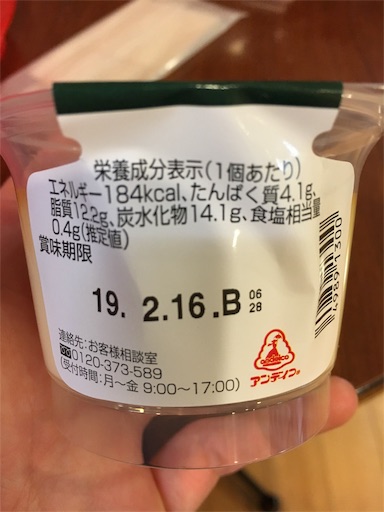 栄養成分表示(1個あたり)
エネルギー184kcal、たんぱく質4.1g、
脂質12.2g、炭水化物14.1g、食塩相当量
0.4g(推定値)
賞味期限
19. 2.16.B 06
28
連絡先:お客様相談室
0120-373-589
(受付時間:月〜金 9:00〜17:00)
アンデイコ®